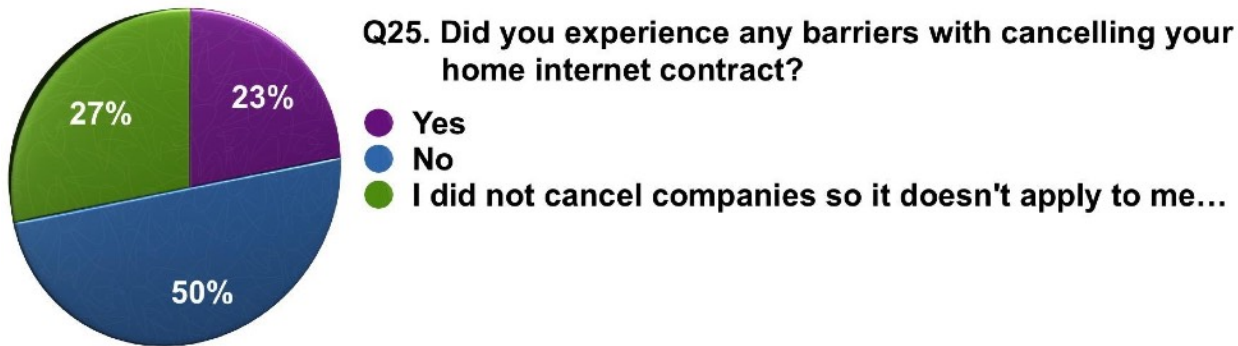 Q25. Did you experience any barriers with cancelling your
home internet contract?
27%
23%
Yes
No
I did not cancel companies so it doesn't apply to me...
50%